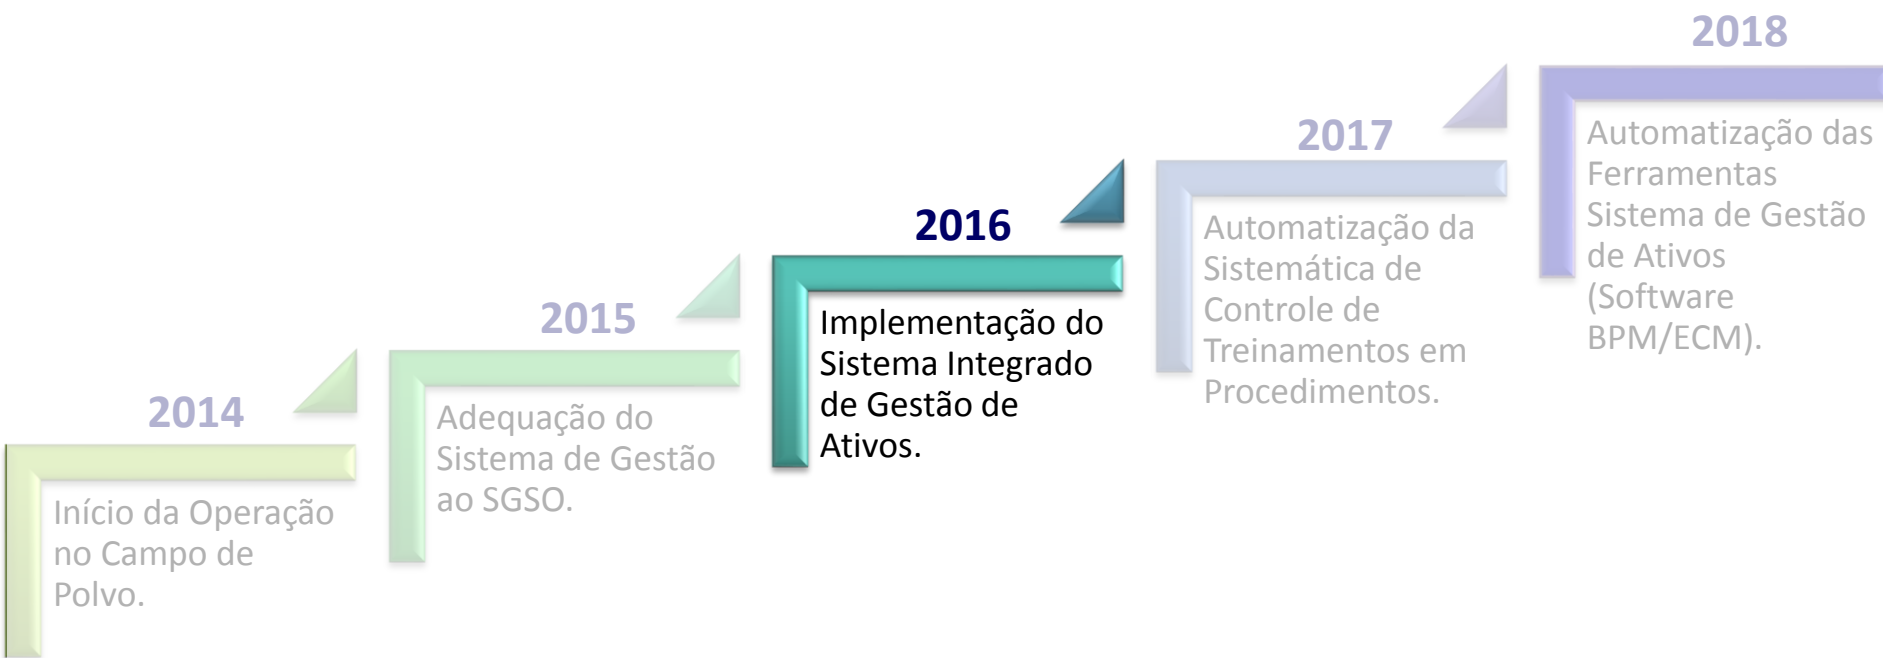 2014
Início da Operação
no Campo de
Polvo.
2015
Adequação do
Sistema de Gestão
ao SGSO.
2016
Implementação do
Sistema Integrado
de Gestão de
Ativos.
2017
Automatização da
Sistemática de
Controle de
Treinamentos em
Procedimentos.
2018
Automatização das
Ferramentas
Sistema de Gestão
de Ativos
(Software
BPM/ECM).